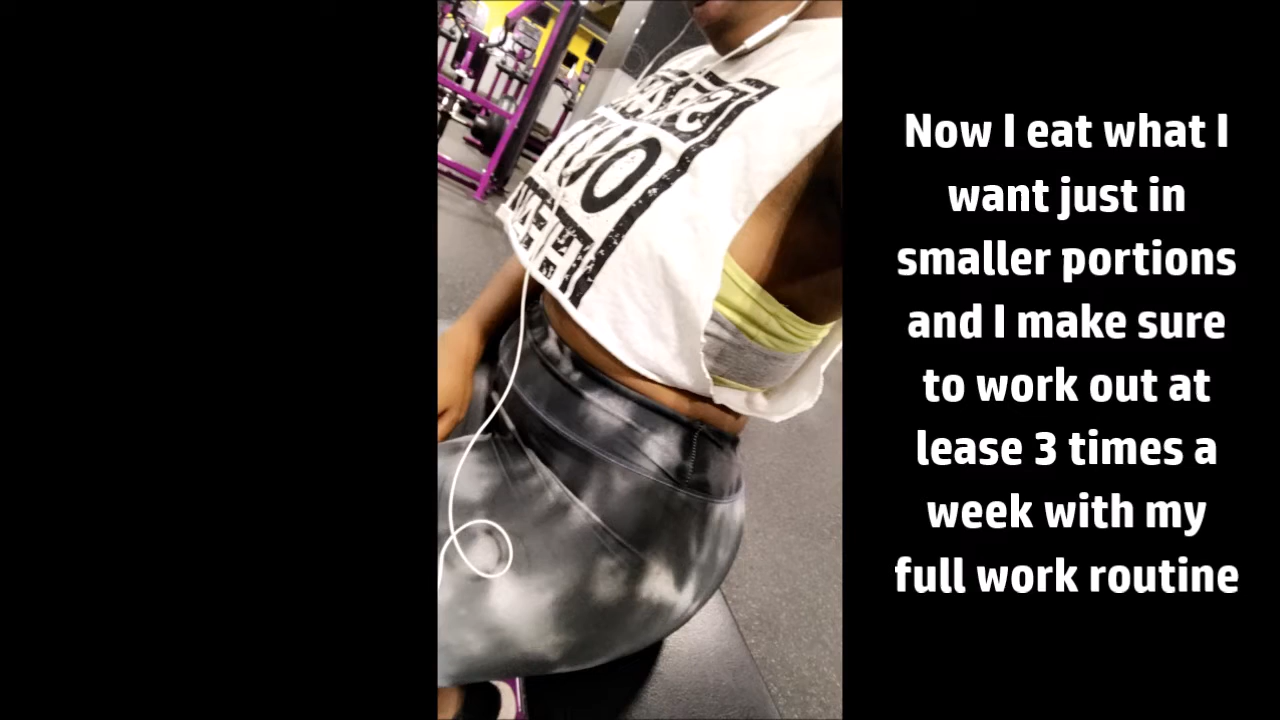 Now I eat what I
want just in
smaller portions
and I make sure
to work out at
lease 3 times a
week with my
full work routine